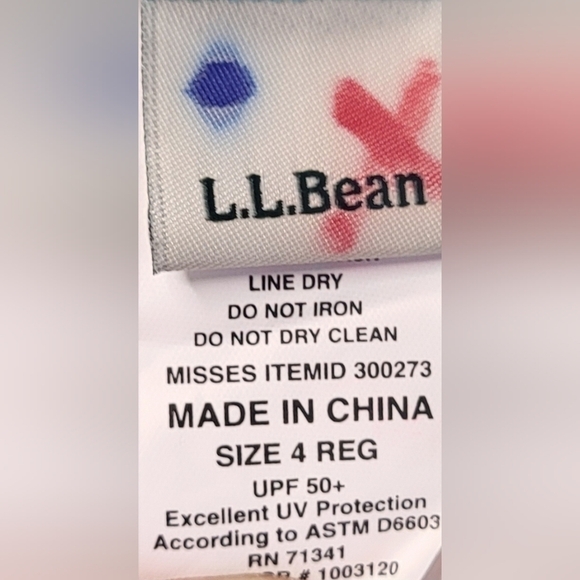 L.L.Bean
LINE DRY
DO NOT IRON
DO NOT DRY CLEAN
MISSES ITEMID 300273
MADE IN CHINA
SIZE 4 REG
UPF 50+
Excellent UV Protection
According to ASTM D6603
RN 71341
# 1003120